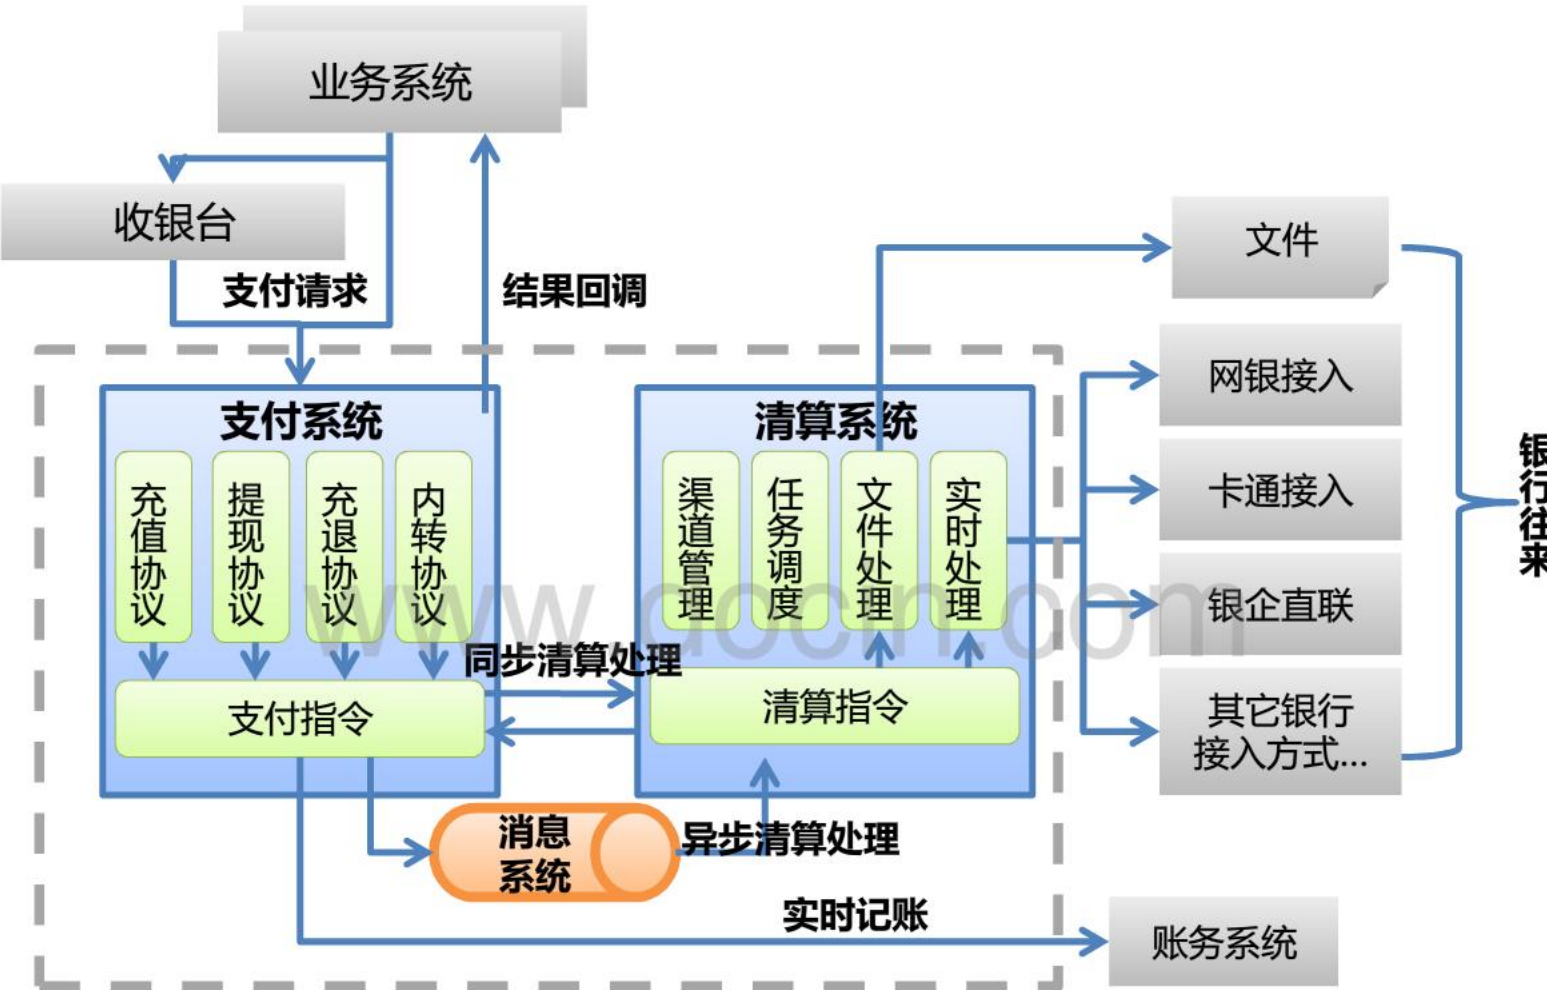 业务系统
收银台
支付请求
结果回调
文件
网银接入
卡通接入
银企直联
其它银行
接入方式...
银行往来
支付系统
充值协议
提现协议
充退协议
内转协议
支付指令
同步清算处理
清算系统
渠道管理
任务调度
文件处理
实时处理
清算指令
www.docin.com
消息
系统
异步清算处理
实时记账
账务系统